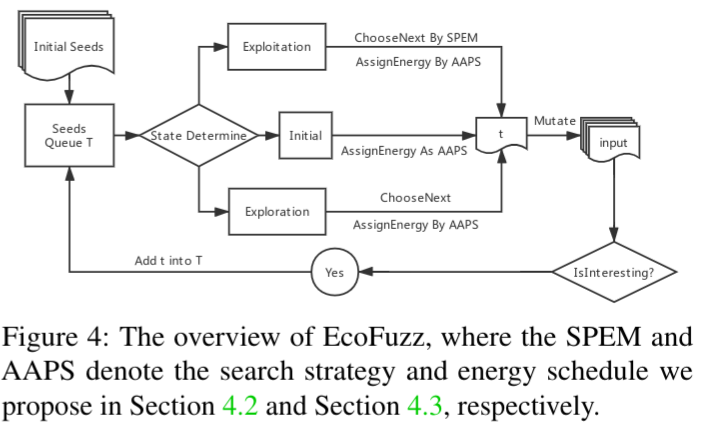 Initial Seeds
Seeds
Queue T
State Determine
Exploitation
ChooseNext By SPEM
AssignEnergy By AAPS
Initial
AssignEnergy As AAPS
Exploration
ChooseNext
AssignEnergy By AAPS
t
Mutate
input
IsInteresting?
Yes
Add t into T
Figure 4: The overview of EcoFuzz, where the SPEM and
AAPS denote the search strategy and energy schedule we
propose in Section 4.2 and Section 4.3, respectively.